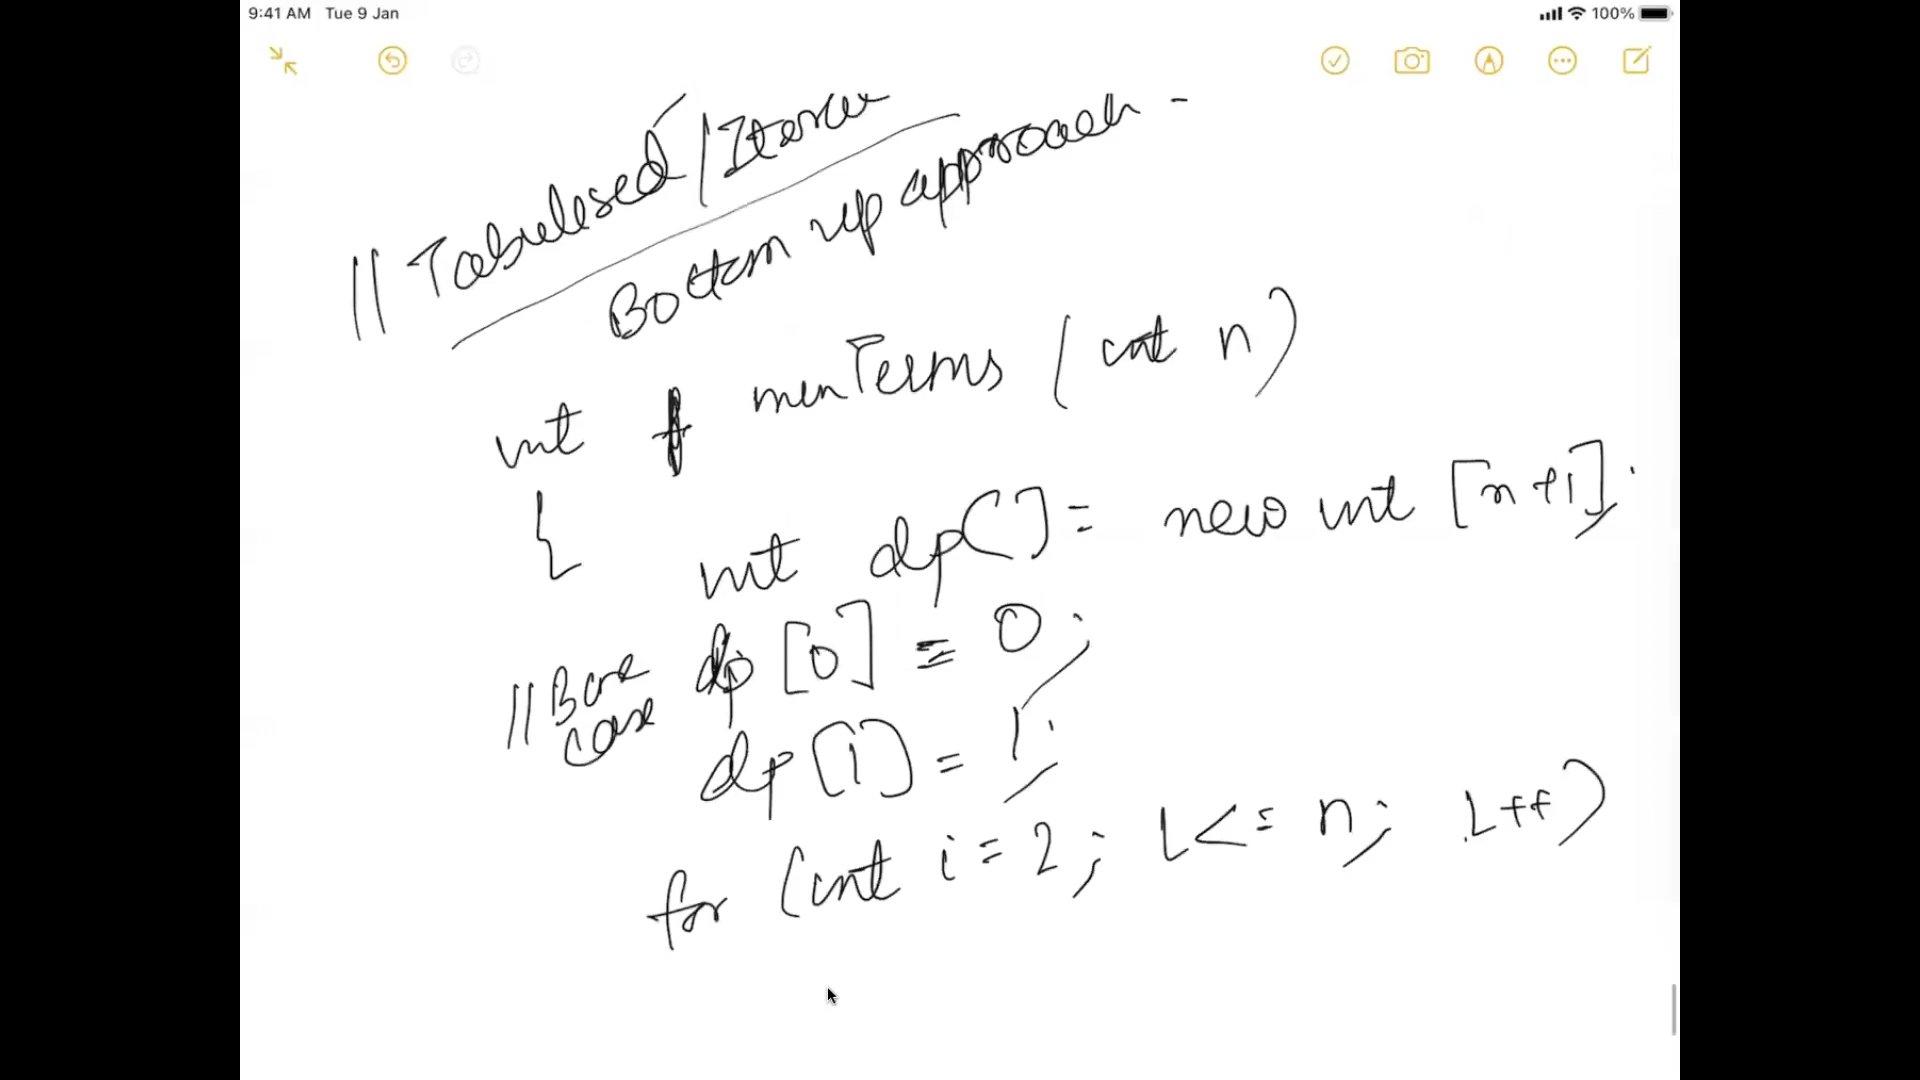 9:41 AM Tue 9 Jan
100%
// Tabulesed / Iterative
Bottom up approach -
int f minTerms (int n)
{
int dp[] = new int [n+1];
// Base case dp[0] = 0;
dp[1] = 1;
for (int i = 2; i <= n; i++)